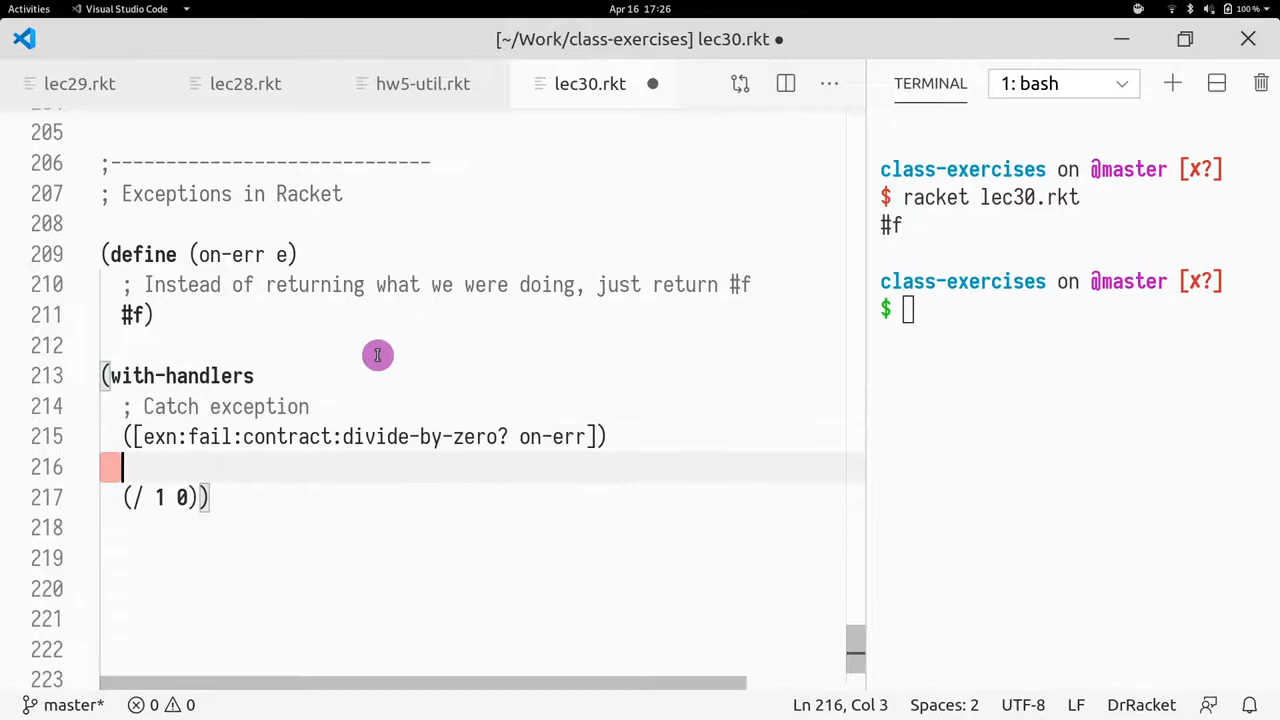 Activities Visual Studio Code Apr 16 17:26 100 %
[~/Work/class-exercises] lec30.rkt ●
lec29.rkt lec28.rkt hw5-util.rkt lec30.rkt ● ··· TERMINAL 1: bash
205
206 ;-----------------------------
207 ; Exceptions in Racket
208
209 (define (on-err e)
210 ; Instead of returning what we were doing, just return #f
211 #f)
212
213 (with-handlers
214 ; Catch exception
215 ([exn:fail:contract:divide-by-zero? on-err])
216
217 (/ 1 0))
218
219
220
221
222
223
class-exercises on @master [x?]
$ racket lec30.rkt
#f
class-exercises on @master [x?]
$
master* 0 0 Ln 216, Col 3 Spaces: 2 UTF-8 LF DrRacket